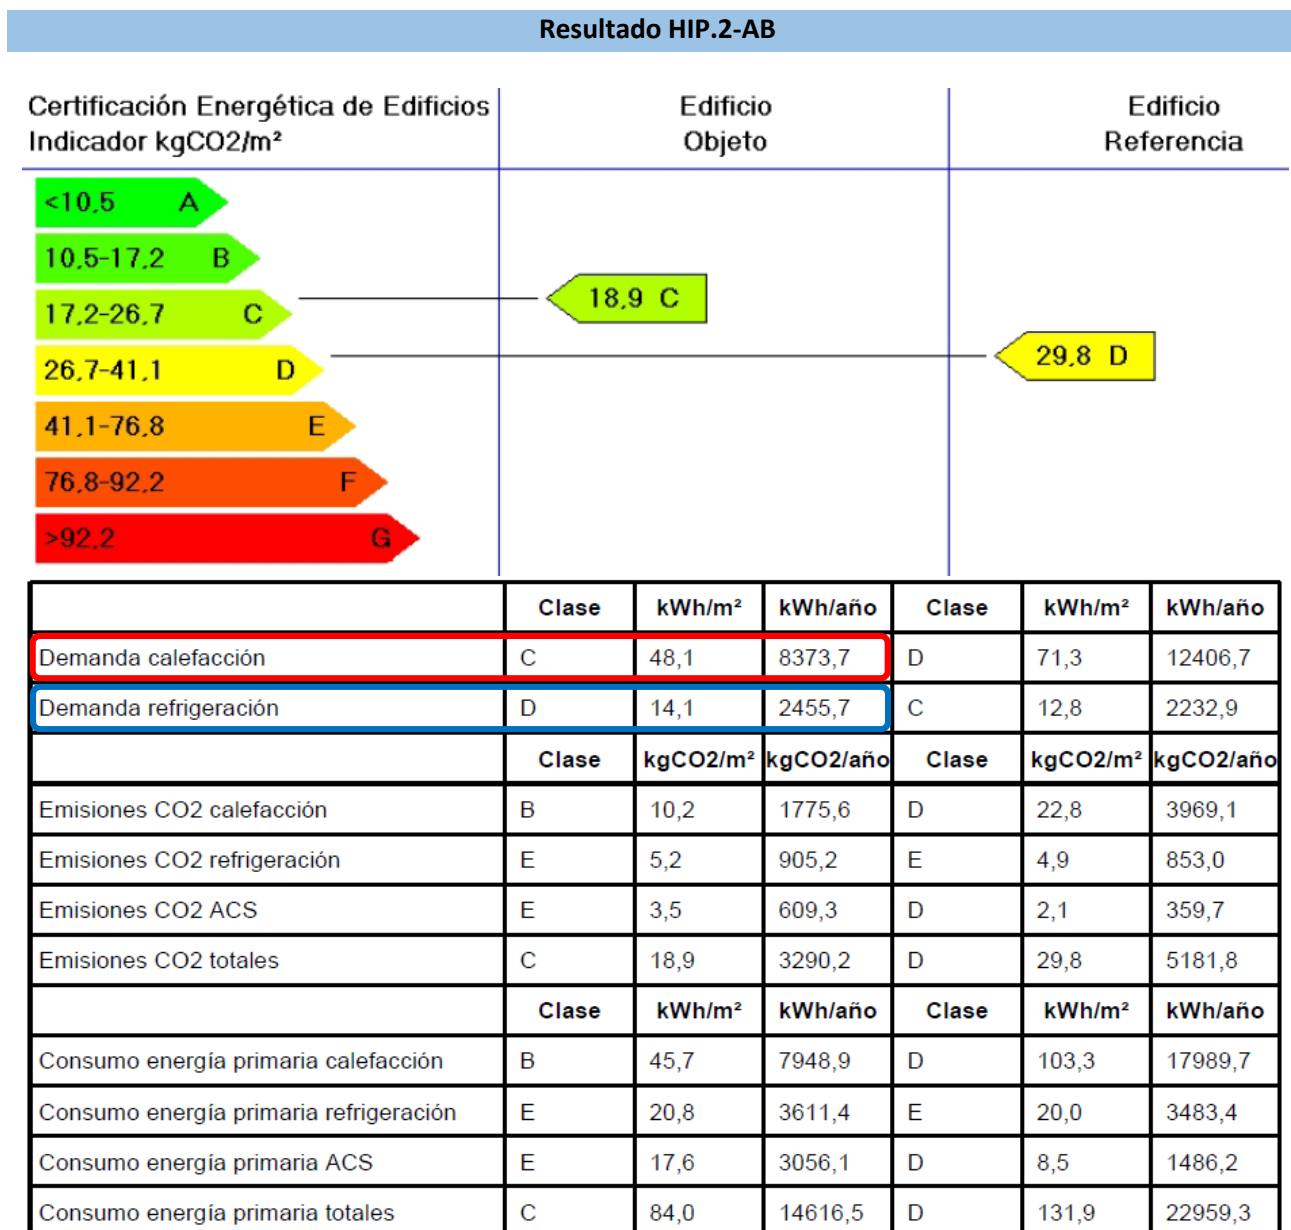 Resultado HIP.2-AB
Certificación Energética de Edificios
Indicador kgCO2/m²
Edificio
Objeto
Edificio
Referencia
<10,5 A
10,5-17,2 B
17,2-26,7 C
18,9 C
26,7-41,1 D
29,8 D
41,1-76,8 E
76,8-92,2 F
>92,2 G
Clase kWh/m² kWh/año Clase kWh/m² kWh/año
Demanda calefacción C 48,1 8373,7 D 71,3 12406,7
Demanda refrigeración D 14,1 2455,7 C 12,8 2232,9
Clase kgCO2/m² kgCO2/año Clase kgCO2/m² kgCO2/año
Emisiones CO2 calefacción B 10,2 1775,6 D 22,8 3969,1
Emisiones CO2 refrigeración E 5,2 905,2 E 4,9 853,0
Emisiones CO2 ACS E 3,5 609,3 D 2,1 359,7
Emisiones CO2 totales C 18,9 3290,2 D 29,8 5181,8
Clase kWh/m² kWh/año Clase kWh/m² kWh/año
Consumo energía primaria calefacción B 45,7 7948,9 D 103,3 17989,7
Consumo energía primaria refrigeración E 20,8 3611,4 E 20,0 3483,4
Consumo energía primaria ACS E 17,6 3056,1 D 8,5 1486,2
Consumo energía primaria totales C 84,0 14616,5 D 131,9 22959,3